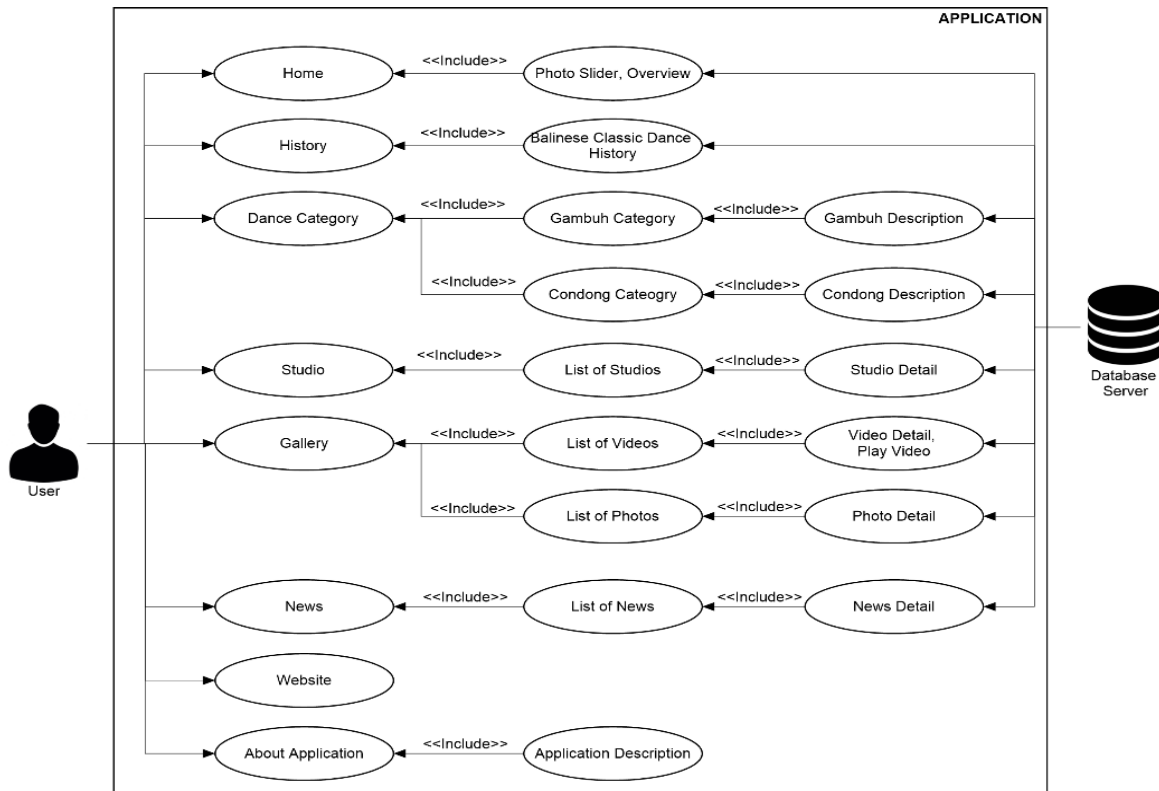 APPLICATION
Home
<<Include>>
Photo Slider, Overview
History
<<Include>>
Balinese Classic Dance
History
Dance Category
<<Include>>
Gambuh Category
<<Include>>
Gambuh Description
<<Include>>
Condong Cateogry
<<Include>>
Condong Description
Studio
<<Include>>
List of Studios
<<Include>>
Studio Detail
Database
Server
Gallery
<<Include>>
List of Videos
<<Include>>
Video Detail,
Play Video
User
<<Include>>
List of Photos
<<Include>>
Photo Detail
News
<<Include>>
List of News
<<Include>>
News Detail
Website
About Application
<<Include>>
Application Description